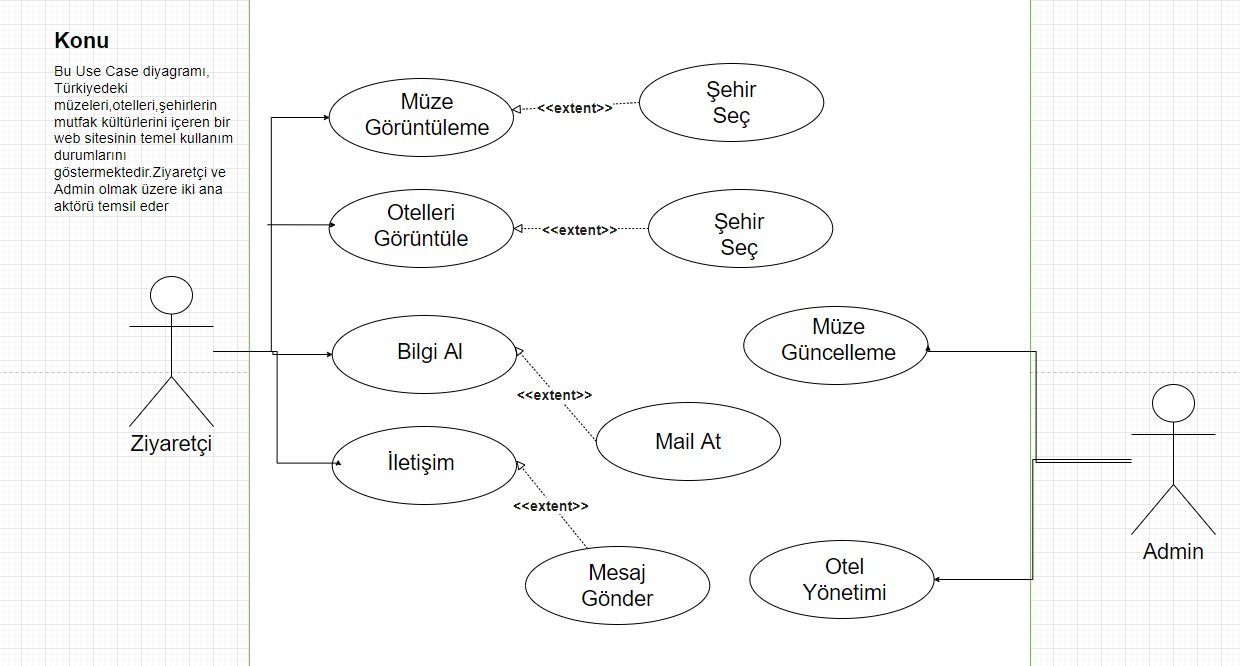 Konu
Bu Use Case diyagramı,
Türkiyedeki
müzeleri,otelleri,şehirlerin
mutfak kültürlerini içeren bir
web sitesinin temel kullanım
durumlarını
göstermektedir.Ziyaretçi ve
Admin olmak üzere iki ana
aktörü temsil eder
Müze
Görüntüleme
<<extent>>
Şehir
Seç
Otelleri
Görüntüle
<<extent>>
Şehir
Seç
Müze
Güncelleme
Bilgi Al
<<extent>>
Mail At
Ziyaretçi
İletişim
<<extent>>
Mesaj
Gönder
Otel
Yönetimi
Admin